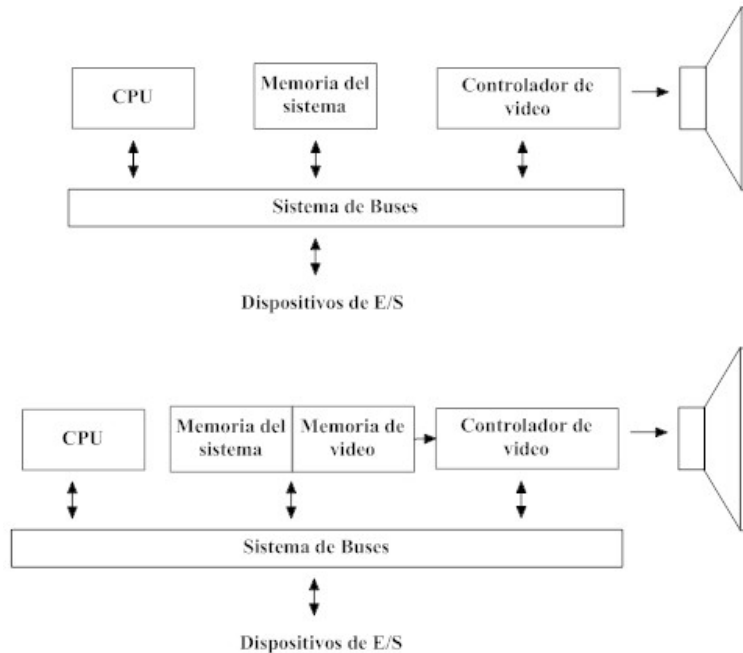 CPU
Memoria del
sistema
Controlador de
video
Sistema de Buses
Dispositivos de E/S
CPU
Memoria del
sistema
Memoria de
video
Controlador de
video
Sistema de Buses
Dispositivos de E/S